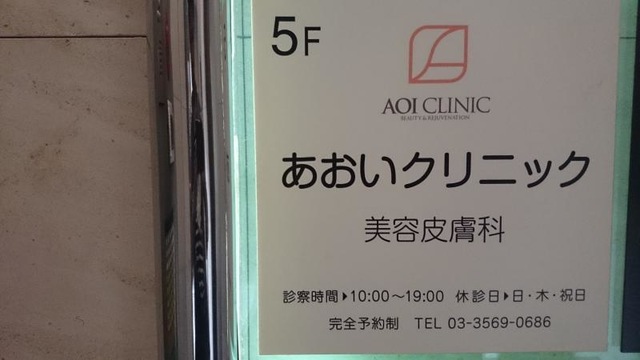 5F
AOI CLINIC
BEAUTY & REJUVENATION
あおいクリニック
美容皮膚科
診察時間▶10:00〜19:00 休診日▶日・木・祝日
完全予約制 TEL 03-3569-0686